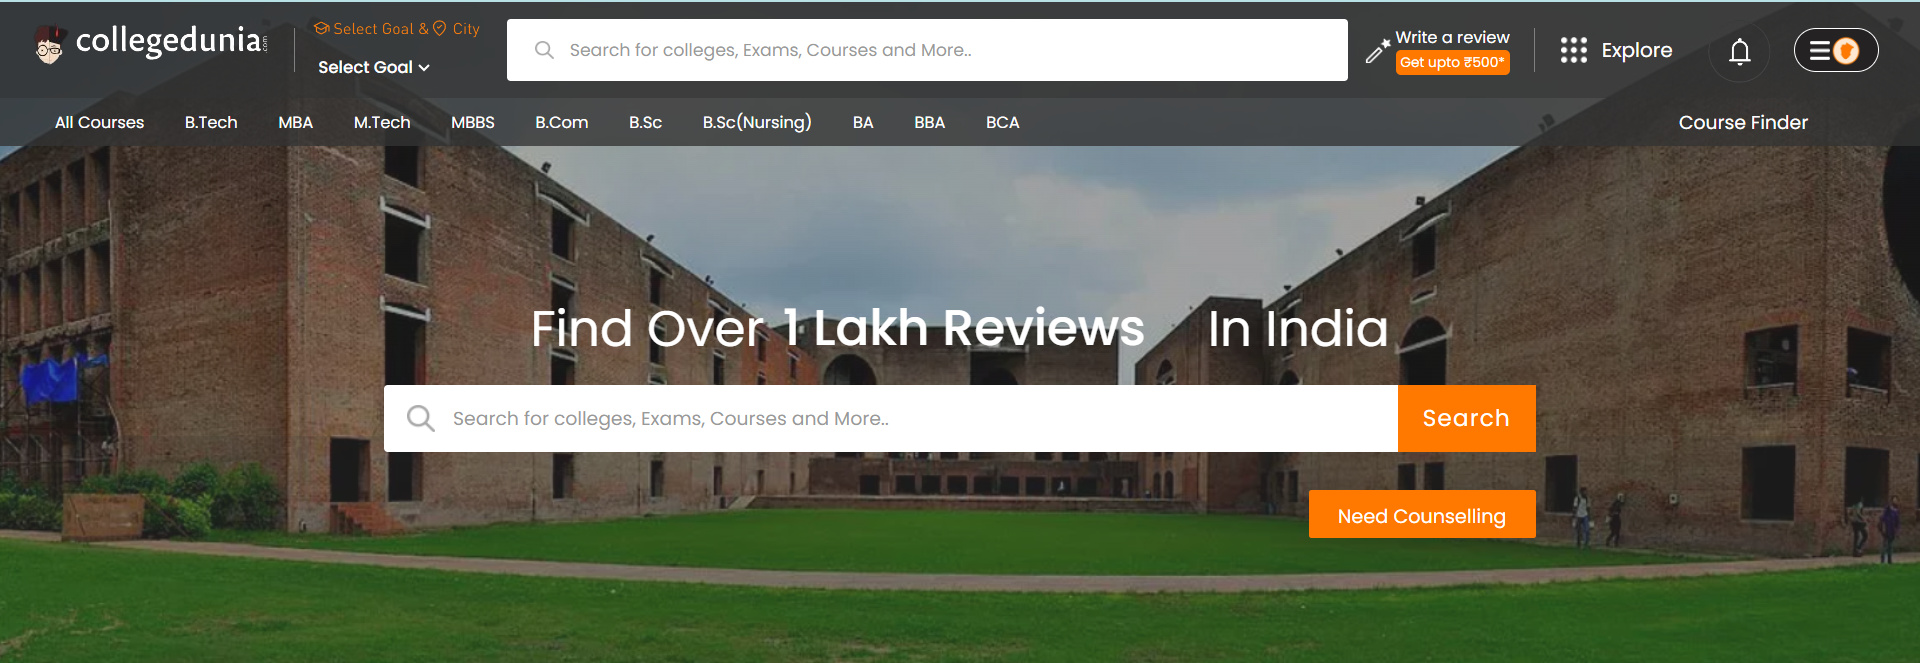 collegedunia
.com
Select Goal & City
Select Goal
Search for colleges, Exams, Courses and More..
Write a review
Get upto ₹500*
Explore
All Courses B.Tech MBA M.Tech MBBS B.Com B.Sc B.Sc(Nursing) BA BBA BCA Course Finder
Find Over 1 Lakh Reviews In India
Search for colleges, Exams, Courses and More.. Search
Need Counselling